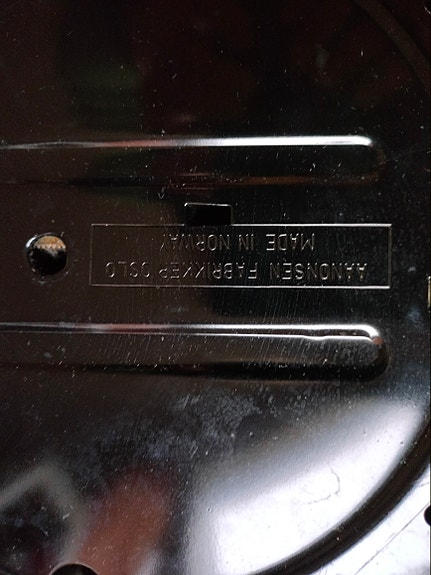 AANONSEN FABRIKKER OSLO
MADE IN NORWAY